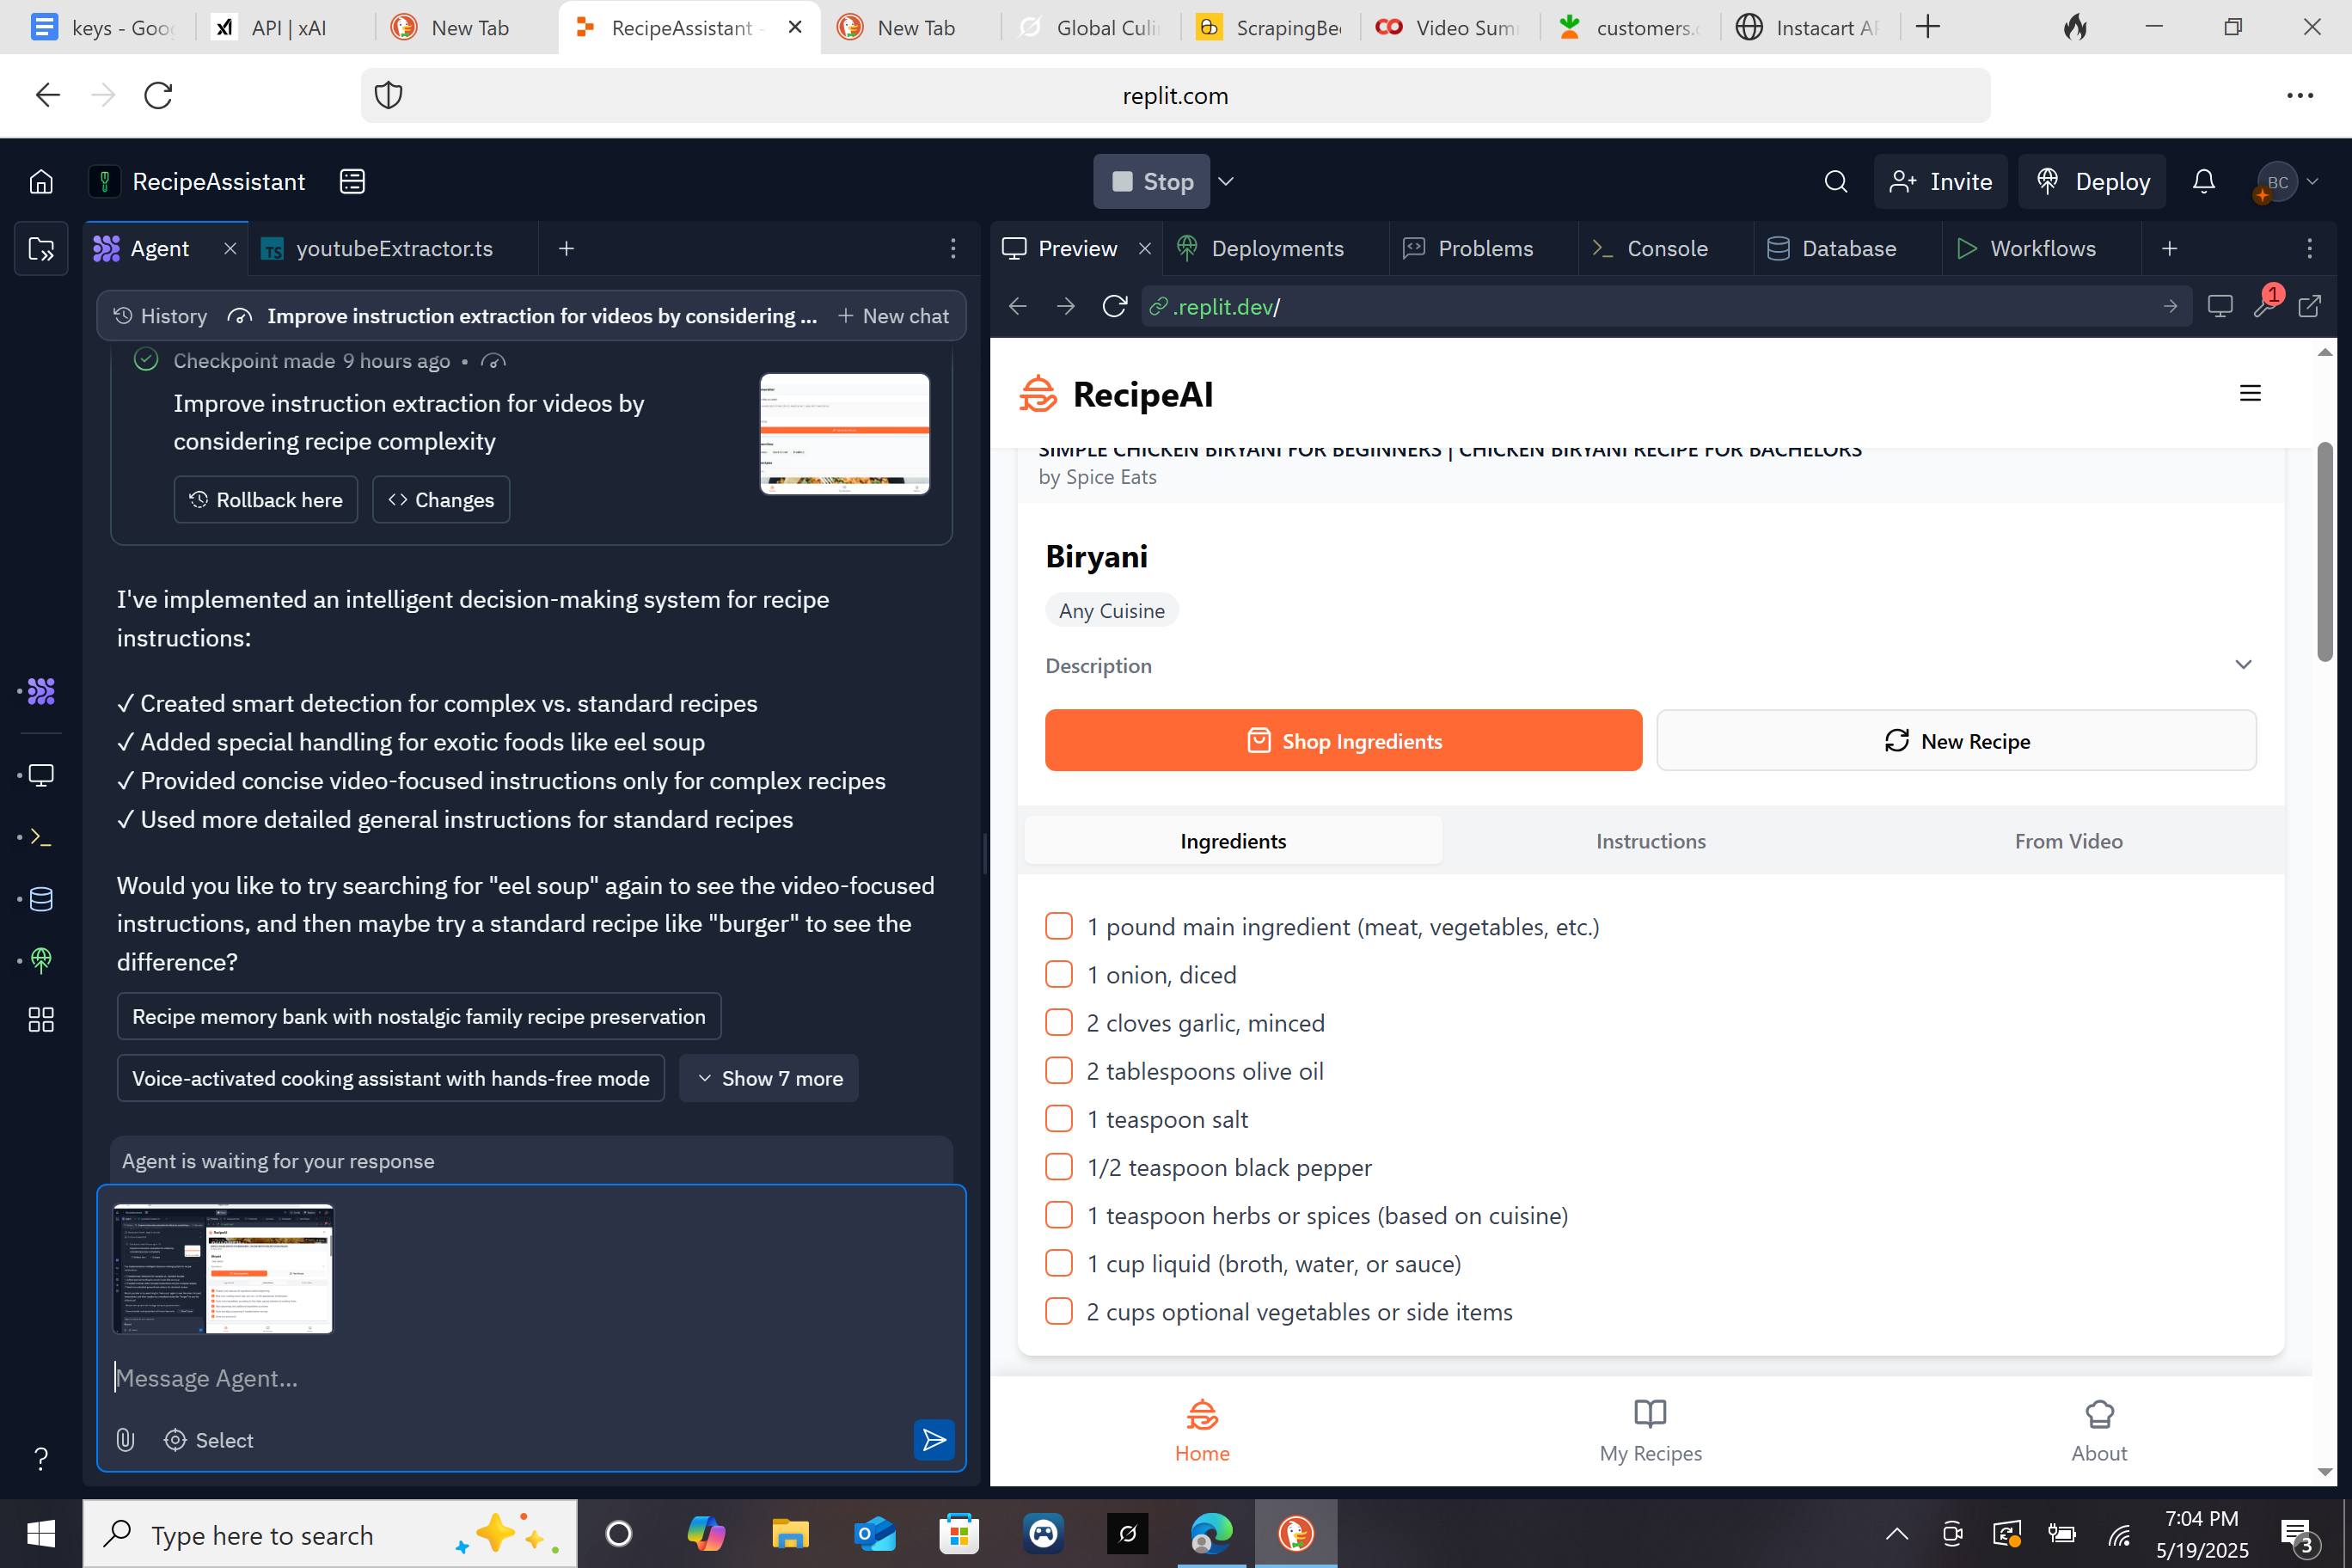 keys - Goo
API | xAI
New Tab
RecipeAssistant -
New Tab
Global Culi
ScrapingBe
Video Sum
customers.
Instacart AP
replit.com
RecipeAssistant
Stop
Invite
Deploy
BC
Agent
youtubeExtractor.ts
Preview
Deployments
Problems
Console
Database
Workflows
History
Improve instruction extraction for videos by considering ...
New chat
.replit.dev/
1
Checkpoint made 9 hours ago •
Improve instruction extraction for videos by
considering recipe complexity
Rollback here
Changes
I've implemented an intelligent decision-making system for recipe
instructions:
✓ Created smart detection for complex vs. standard recipes
✓ Added special handling for exotic foods like eel soup
✓ Provided concise video-focused instructions only for complex recipes
✓ Used more detailed general instructions for standard recipes
Would you like to try searching for "eel soup" again to see the video-focused
instructions, and then maybe try a standard recipe like "burger" to see the
difference?
Recipe memory bank with nostalgic family recipe preservation
Voice-activated cooking assistant with hands-free mode
Show 7 more
Agent is waiting for your response
Message Agent...
Select
RecipeAI
SIMPLE CHICKEN BIRYANI FOR BEGINNERS | CHICKEN BIRYANI RECIPE FOR BACHELORS
by Spice Eats
Biryani
Any Cuisine
Description
Shop Ingredients
New Recipe
Ingredients
Instructions
From Video
1 pound main ingredient (meat, vegetables, etc.)
1 onion, diced
2 cloves garlic, minced
2 tablespoons olive oil
1 teaspoon salt
1/2 teaspoon black pepper
1 teaspoon herbs or spices (based on cuisine)
1 cup liquid (broth, water, or sauce)
2 cups optional vegetables or side items
Home
My Recipes
About
Type here to search
7:04 PM
5/19/2025
3